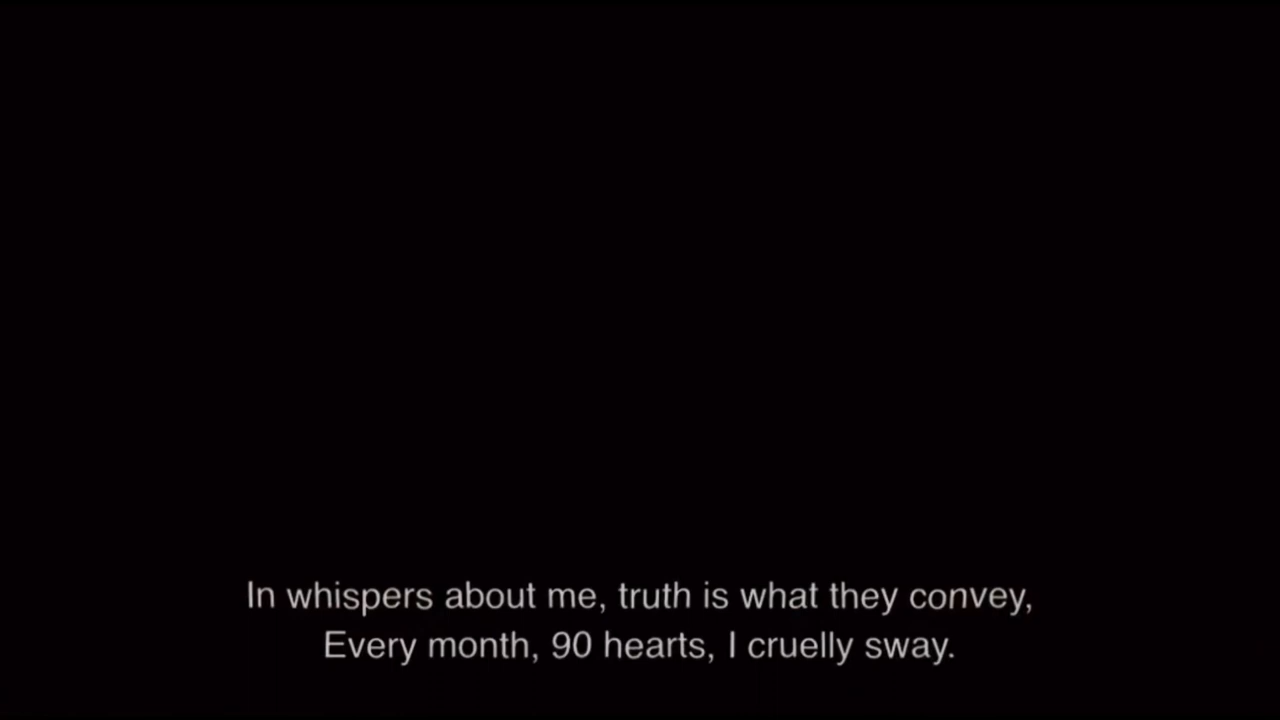 In whispers about me, truth is what they convey,
Every month, 90 hearts, I cruelly sway.